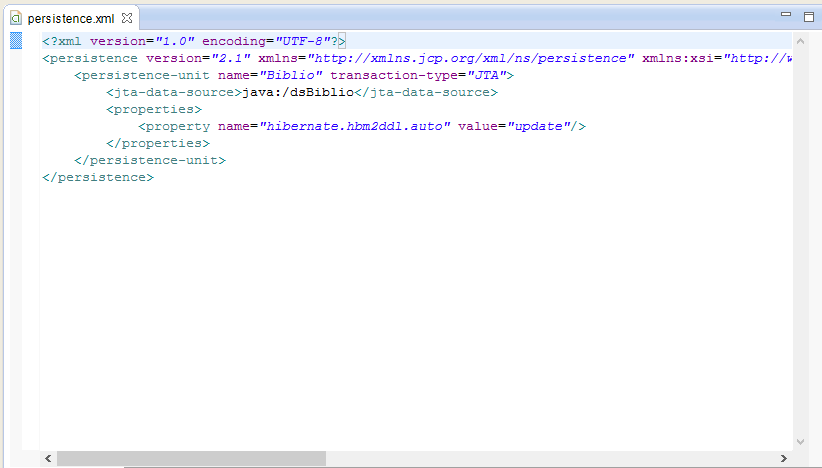 persistence.xml
<?xml version="1.0" encoding="UTF-8"?>
<persistence version="2.1" xmlns="http://xmlns.jcp.org/xml/ns/persistence" xmlns:xsi="http://w
<persistence-unit name="Biblio" transaction-type="JTA">
<jta-data-source>java:/dsBiblio</jta-data-source>
<properties>
<property name="hibernate.hbm2ddl.auto" value="update"/>
</properties>
</persistence-unit>
</persistence>